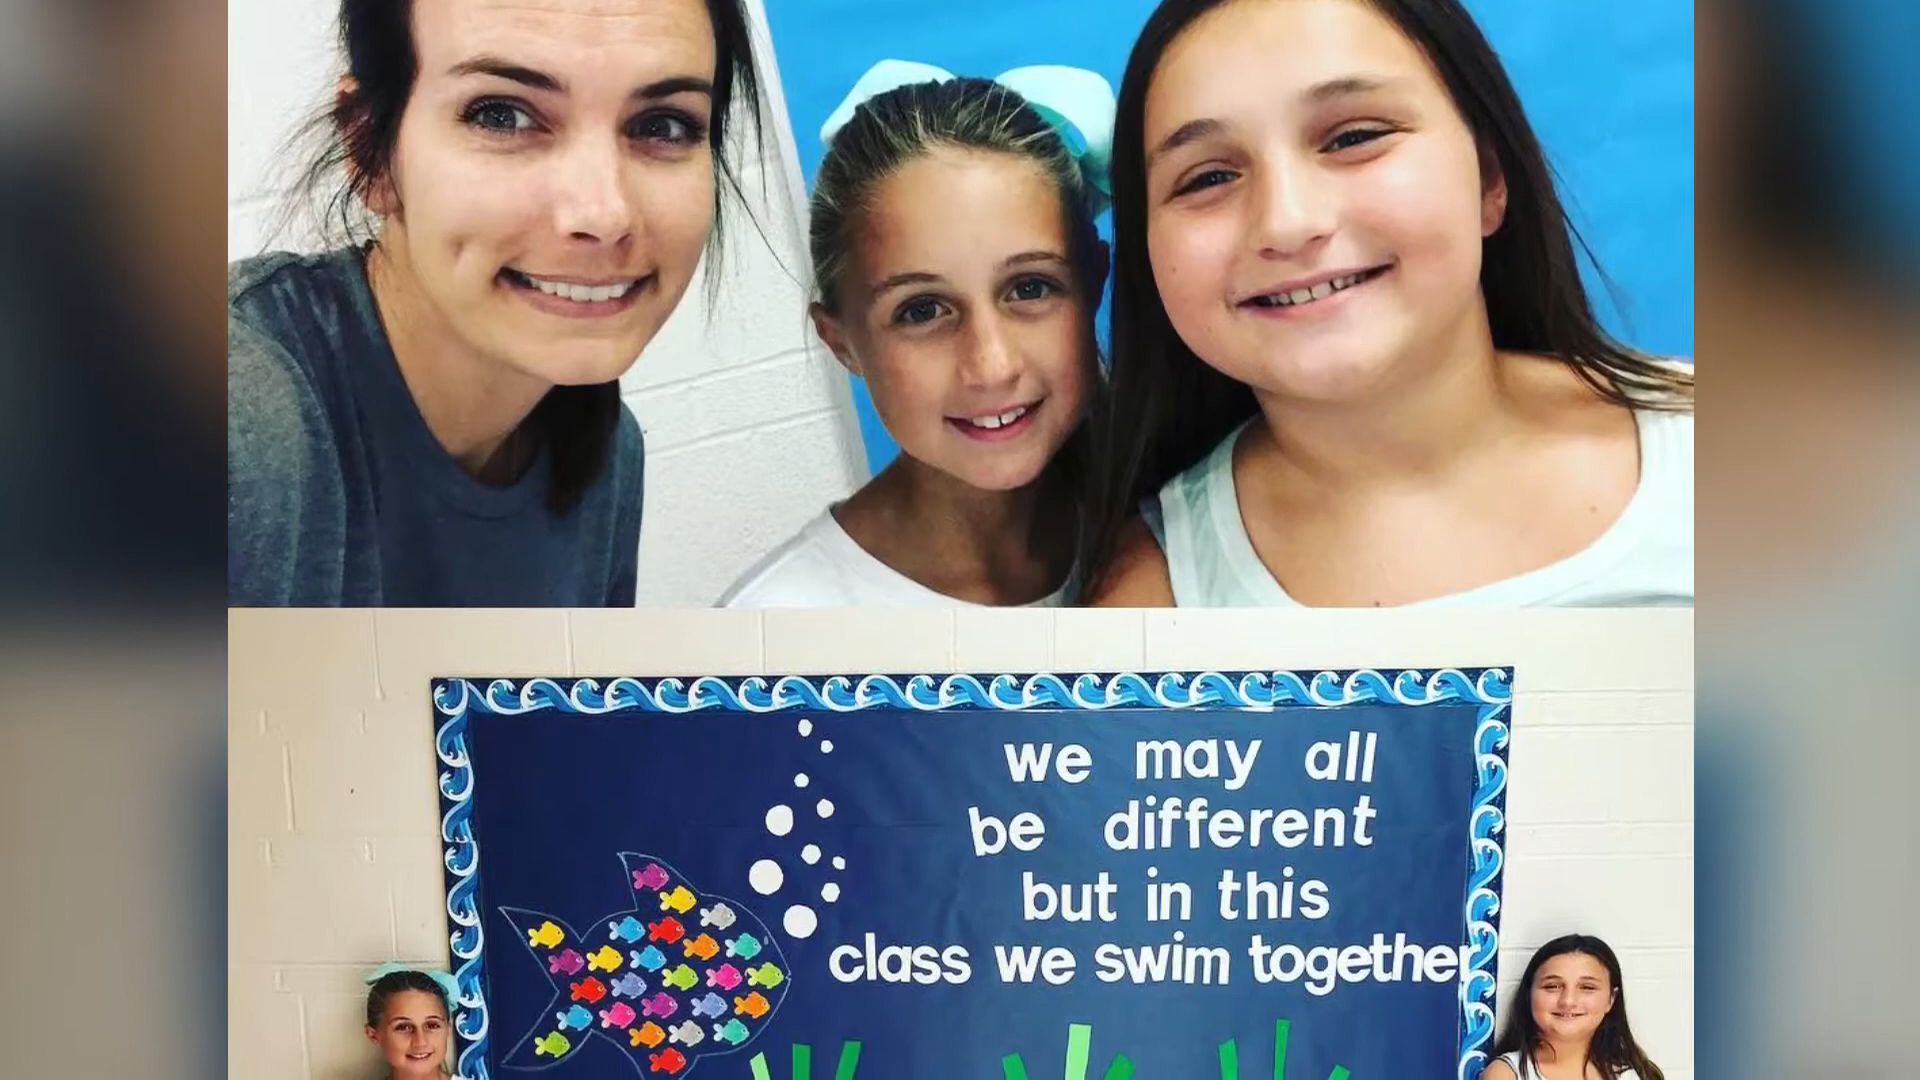 we may all
be different
but in this
class we swim together